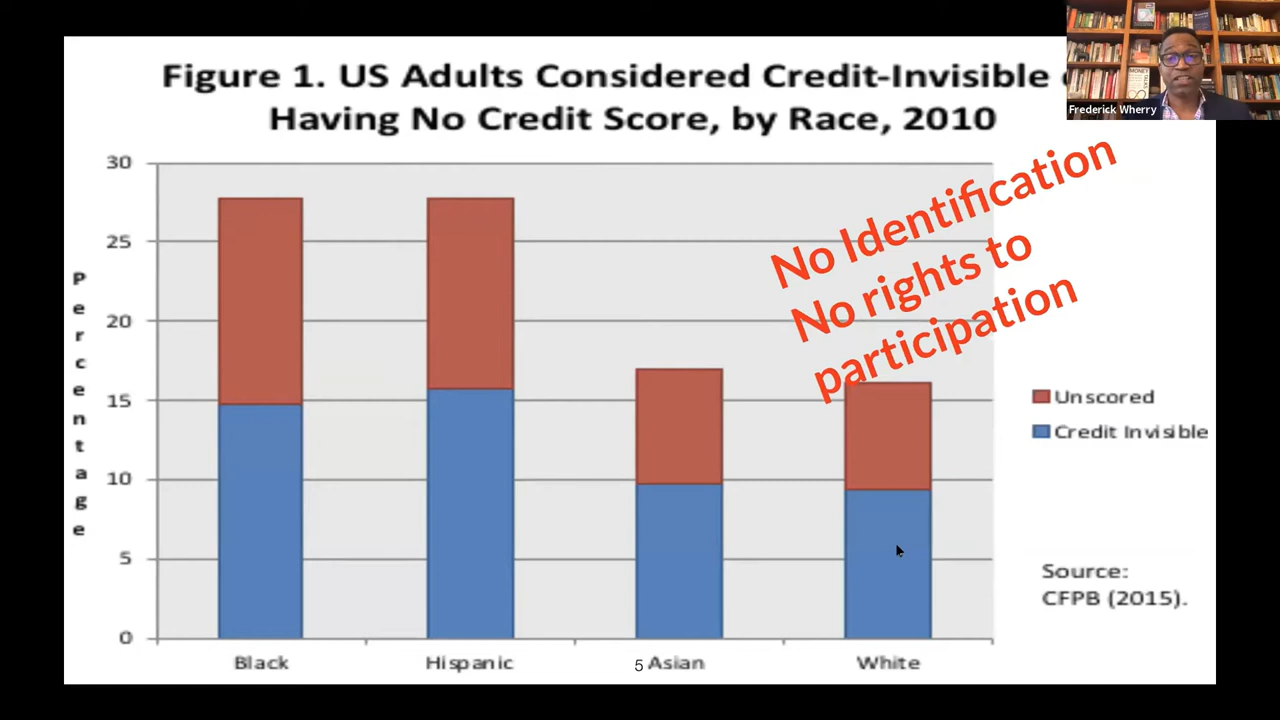 Figure 1. US Adults Considered Credit-Invisible
Having No Credit Score, by Race, 2010
Frederick Wherry
No Identification
No rights to
participation
Percentage
30
25
20
15
10
5
0
Black
Hispanic
5
Asian
White
Unscored
Credit Invisible
Source:
CFPB (2015).